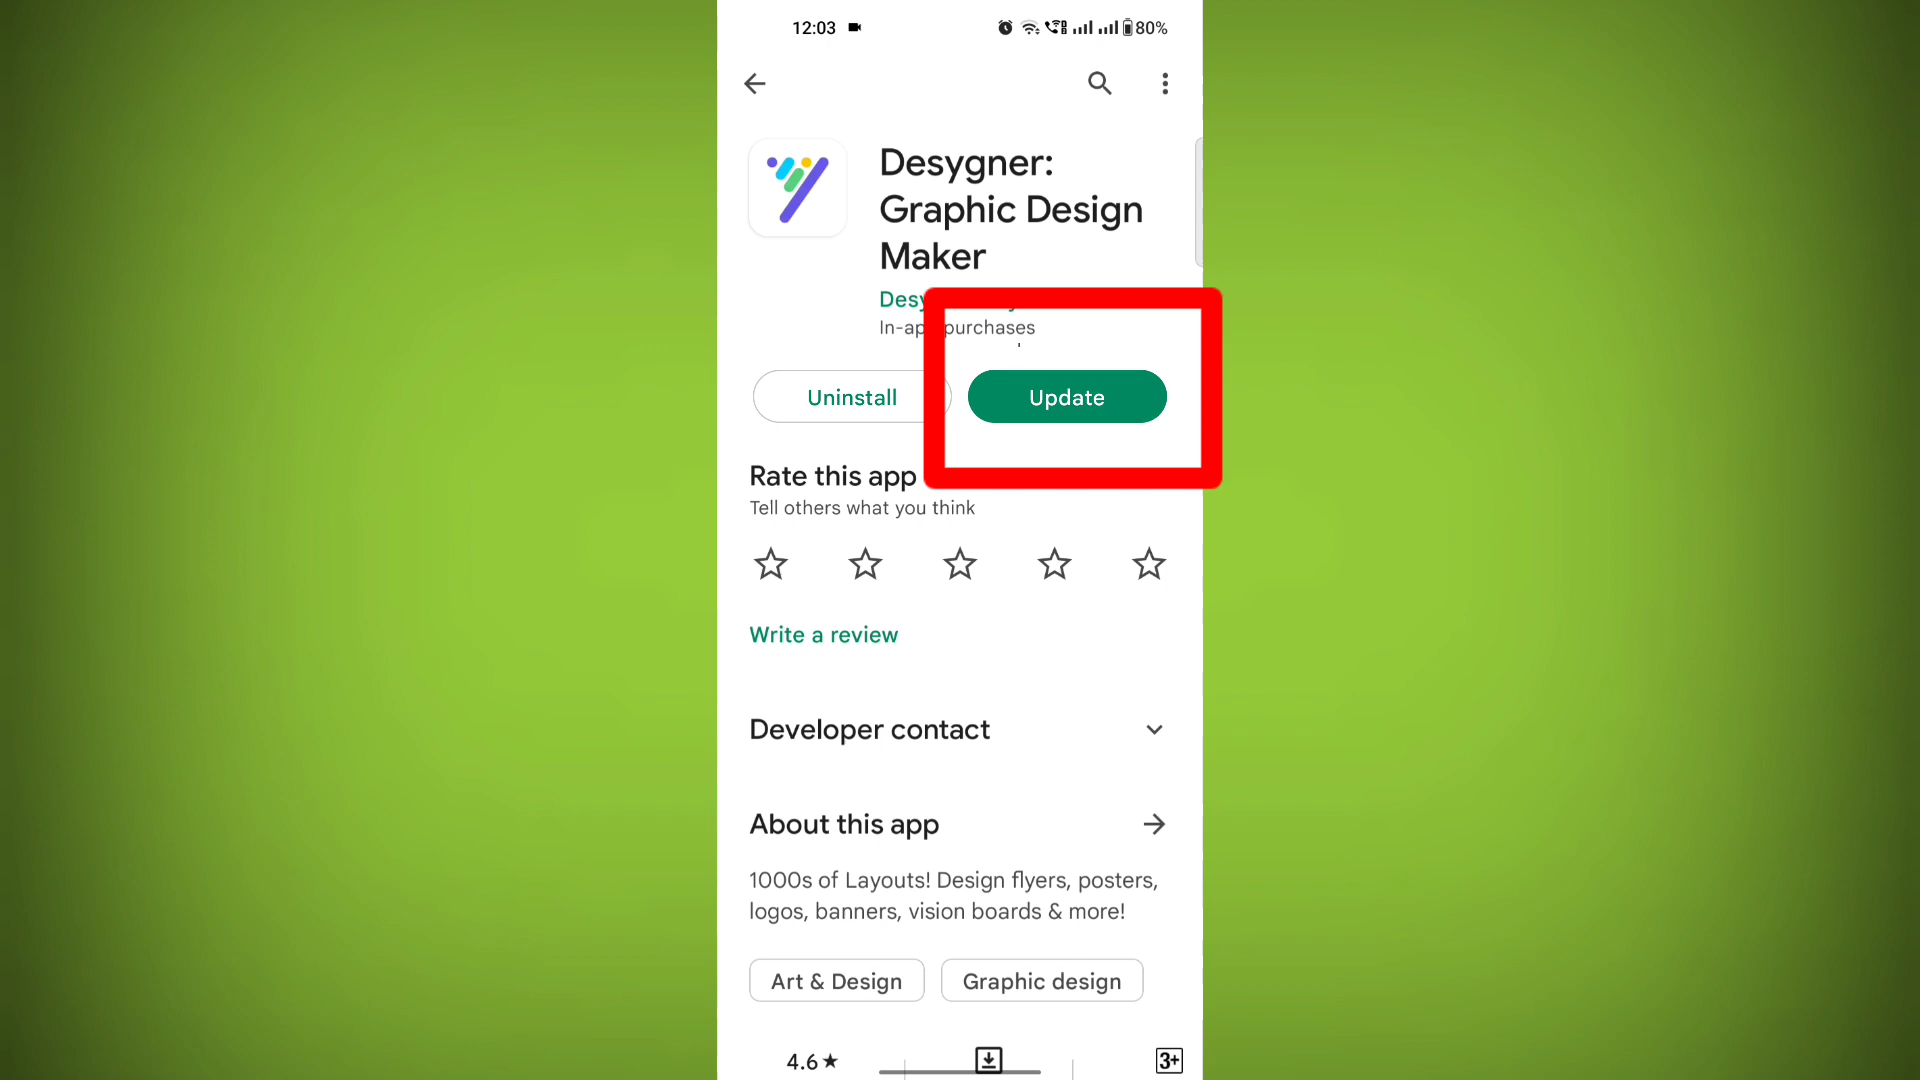 12:03 80%
Desygner:
Graphic Design
Maker
In-app purchases
Uninstall Update
Rate this app
Tell others what you think
Write a review
Developer contact
About this app
1000s of Layouts! Design flyers, posters,
logos, banners, vision boards & more!
Art & Design Graphic design
4.6★ 3+